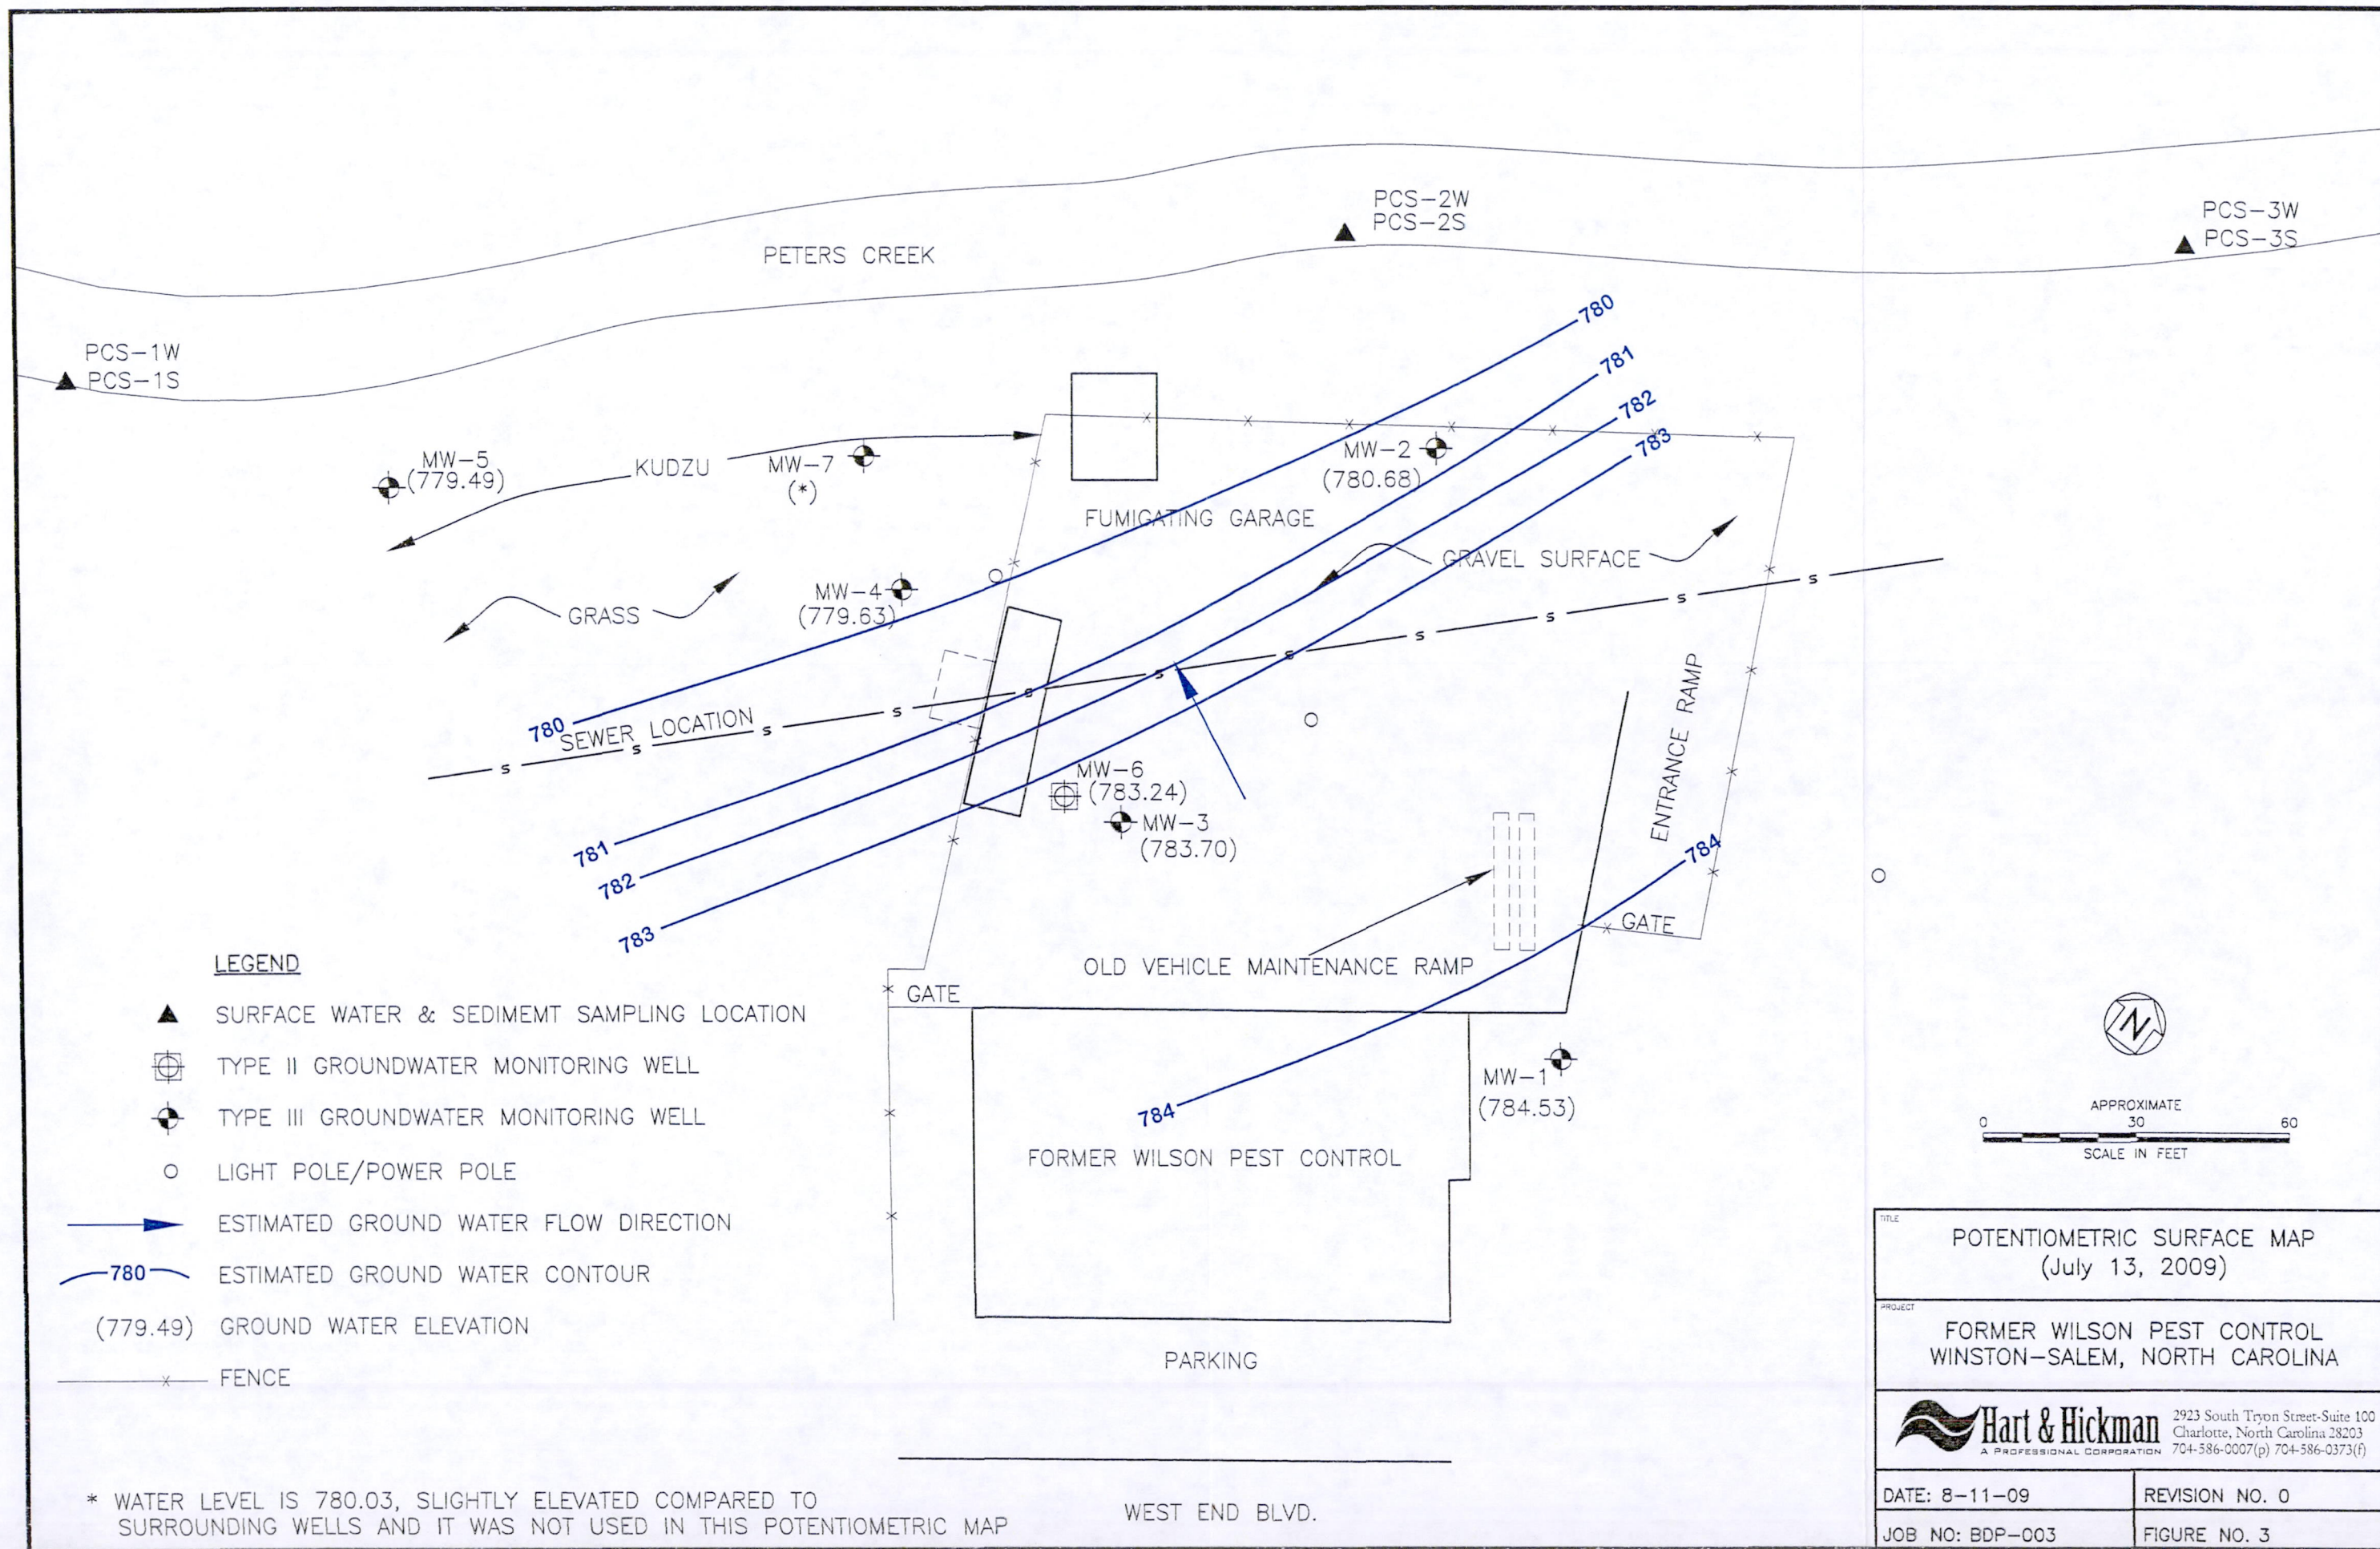 PCS-2W
PCS-2S
PCS-3W
PCS-3S
PETERS CREEK
PCS-1W
PCS-1S
780
781
782
783
MW-5
(779.49)
KUDZU
MW-7
(*)
MW-2
(780.68)
FUMIGATING GARAGE
GRAVEL SURFACE
GRASS
MW-4
(779.63)
S
S
S
S
S
S
S
S
S
S
S
780
SEWER LOCATION
ENTRANCE RAMP
MW-6
(783.24)
MW-3
(783.70)
781
782
783
784
GATE
OLD VEHICLE MAINTENANCE RAMP
GATE
MW-1
(784.53)
784
FORMER WILSON PEST CONTROL
PARKING
WEST END BLVD.
LEGEND
SURFACE WATER & SEDIMEMT SAMPLING LOCATION
TYPE II GROUNDWATER MONITORING WELL
TYPE III GROUNDWATER MONITORING WELL
LIGHT POLE/POWER POLE
ESTIMATED GROUND WATER FLOW DIRECTION
780 ESTIMATED GROUND WATER CONTOUR
(779.49) GROUND WATER ELEVATION
x FENCE
* WATER LEVEL IS 780.03, SLIGHTLY ELEVATED COMPARED TO
SURROUNDING WELLS AND IT WAS NOT USED IN THIS POTENTIOMETRIC MAP
N
APPROXIMATE
0 30 60
SCALE IN FEET
TITLE
POTENTIOMETRIC SURFACE MAP
(July 13, 2009)
PROJECT
FORMER WILSON PEST CONTROL
WINSTON-SALEM, NORTH CAROLINA
Hart & Hickman
A PROFESSIONAL CORPORATION
2923 South Tryon Street-Suite 100
Charlotte, North Carolina 28203
704-586-0007(p) 704-586-0373(f)
DATE: 8-11-09
REVISION NO. 0
JOB NO: BDP-003
FIGURE NO. 3